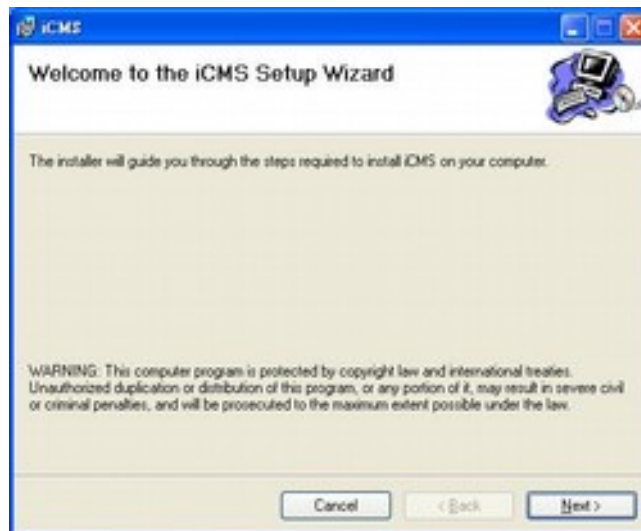 iCMS
Welcome to the iCMS Setup Wizard
The installer will guide you through the steps required to install iCMS on your computer.
WARNING: This computer program is protected by copyright law and international treaties.
Unauthorized duplication or distribution of this program, or any portion of it, may result in severe civil
or criminal penalties, and will be prosecuted to the maximum extent possible under the law.
Cancel
< Back
Next >